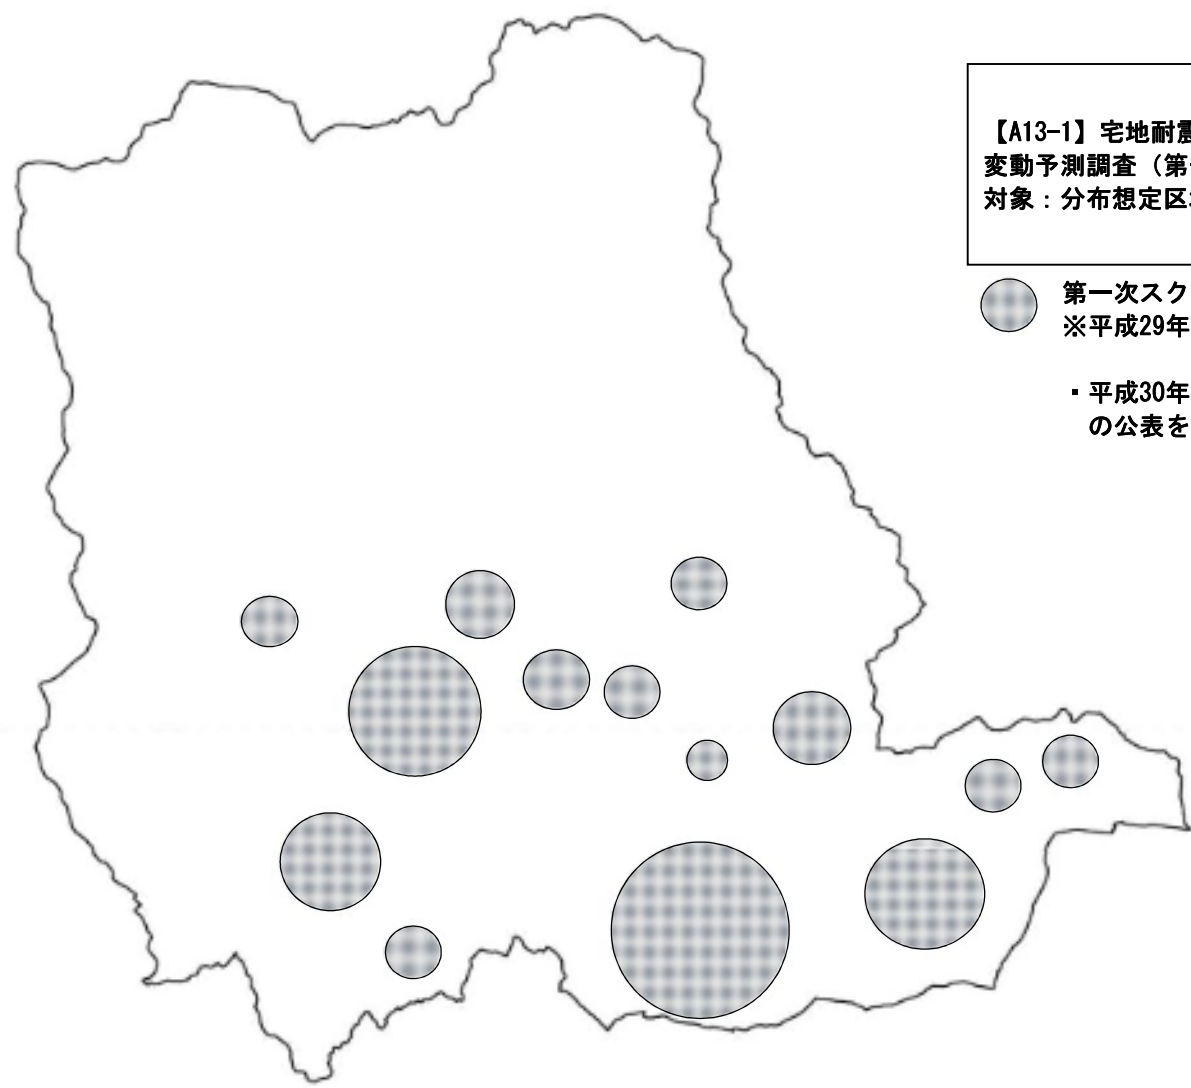 【A13-1】宅地耐震
変動予測調査（第
対象：分布想定区
第一次スク
※平成29年
・平成30年
の公表を